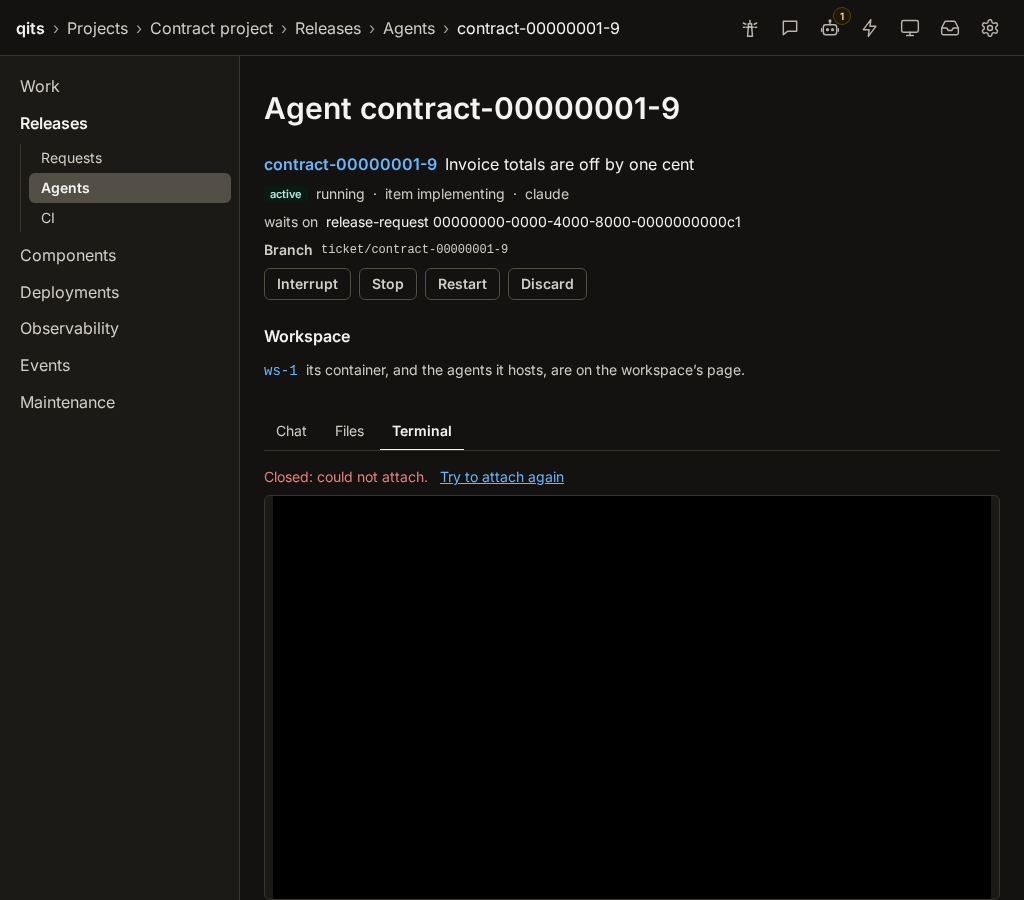 qits › Projects › Contract project › Releases › Agents › contract-00000001-9
1
Work
Releases
Requests
Agents
CI
Components
Deployments
Observability
Events
Maintenance
Agent contract-00000001-9
contract-00000001-9 Invoice totals are off by one cent
active running · item implementing · claude
waits on release-request 00000000-0000-4000-8000-0000000000c1
Branch ticket/contract-00000001-9
Interrupt Stop Restart Discard
Workspace
ws-1 its container, and the agents it hosts, are on the workspace’s page.
Chat Files Terminal
Closed: could not attach. Try to attach again